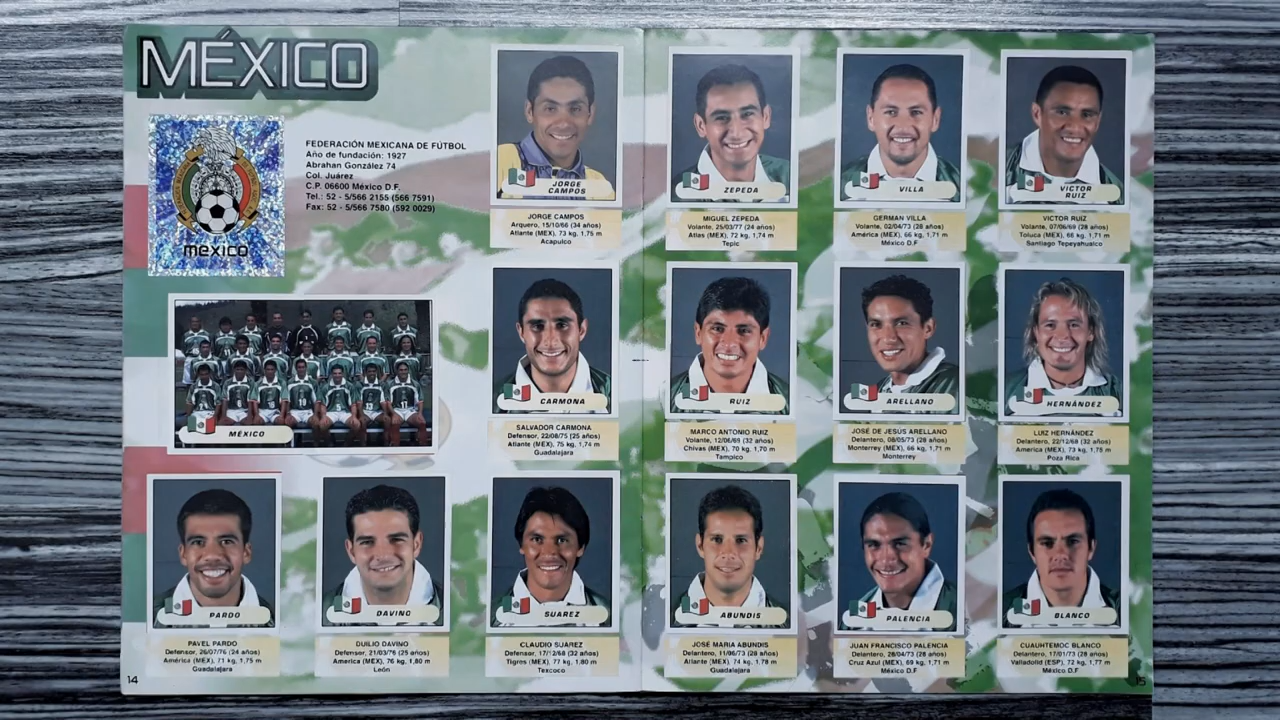 MÉXICO
MEXICO
FEDERACIÓN MEXICANA DE FÚTBOL
Año de fundación: 1927
Abrahan González 74
Col. Juárez
C.P. 06600 México D.F.
Tel.: 52 - 5/566 2155 (566 7591)
Fax: 52 - 5/566 7580 (592 0029)
MÉXICO
JORGE
CAMPOS
JORGE CAMPOS
Arquero, 15/10/66 (34 años)
Atlante (MEX), 73 kg, 1,75 m
Acapulco
ZEPEDA
MIGUEL ZEPEDA
Volante, 25/03/77 (24 años)
Atlas (MEX), 72 kg, 1,74 m
Tepic
VILLA
GERMAN VILLA
Volante, 02/04/73 (28 años)
América (MEX), 66 kg, 1,71 m
México D.F
VICTOR
RUIZ
VICTOR RUIZ
Volante, 07/06/69 (28 años)
Toluca (MEX), 66 kg, 1,71 m
Santiago Tepeyahualco
CARMONA
SALVADOR CARMONA
Defensor, 22/08/75 (25 años)
Atlante (MEX), 75 kg, 1,74 m
Guadalajara
RUIZ
MARCO ANTONIO RUIZ
Volante, 12/06/69 (32 años)
Chivas (MEX), 70 kg, 1,70 m
Tampico
ARELLANO
JOSÉ DE JESÚS ARELLANO
Delantero, 08/05/73 (28 años)
Monterrey (MEX), 66 kg, 1,71 m
Monterrey
HERNÁNDEZ
LUIZ HERNÁNDEZ
Delantero, 22/12/68 (32 años)
America (MEX), 73 kg, 1,75 m
Poza Rica
PARDO
PAVEL PARDO
Defensor, 26/07/76 (24 años)
América (MEX), 71 kg, 1,75 m
Guadalajara
DAVINO
DUILIO DAVINO
Defensor, 21/03/76 (25 años)
America (MEX), 76 kg, 1,80 m
León
SUAREZ
CLAUDIO SUÁREZ
Defensor, 17/12/68 (32 años)
Tigres (MEX), 77 kg, 1.80 m
Texcoco
ABUNDIS
JOSÉ MARIA ABUNDIS
Delantero, 11/06/73 (28 años)
Atlante (MEX), 74 kg, 1.78 m
Guadalajara
PALENCIA
JUAN FRANCISCO PALENCIA
Delantero, 28/04/73 (28 años)
Cruz Azul (MEX), 69 kg, 1,71 m
México D.F
BLANCO
CUAUHTEMOC BLANCO
Delantero, 17/01/73 (28 años)
Valladolid (ESP), 72 kg, 1,77 m
México D.F
14
15